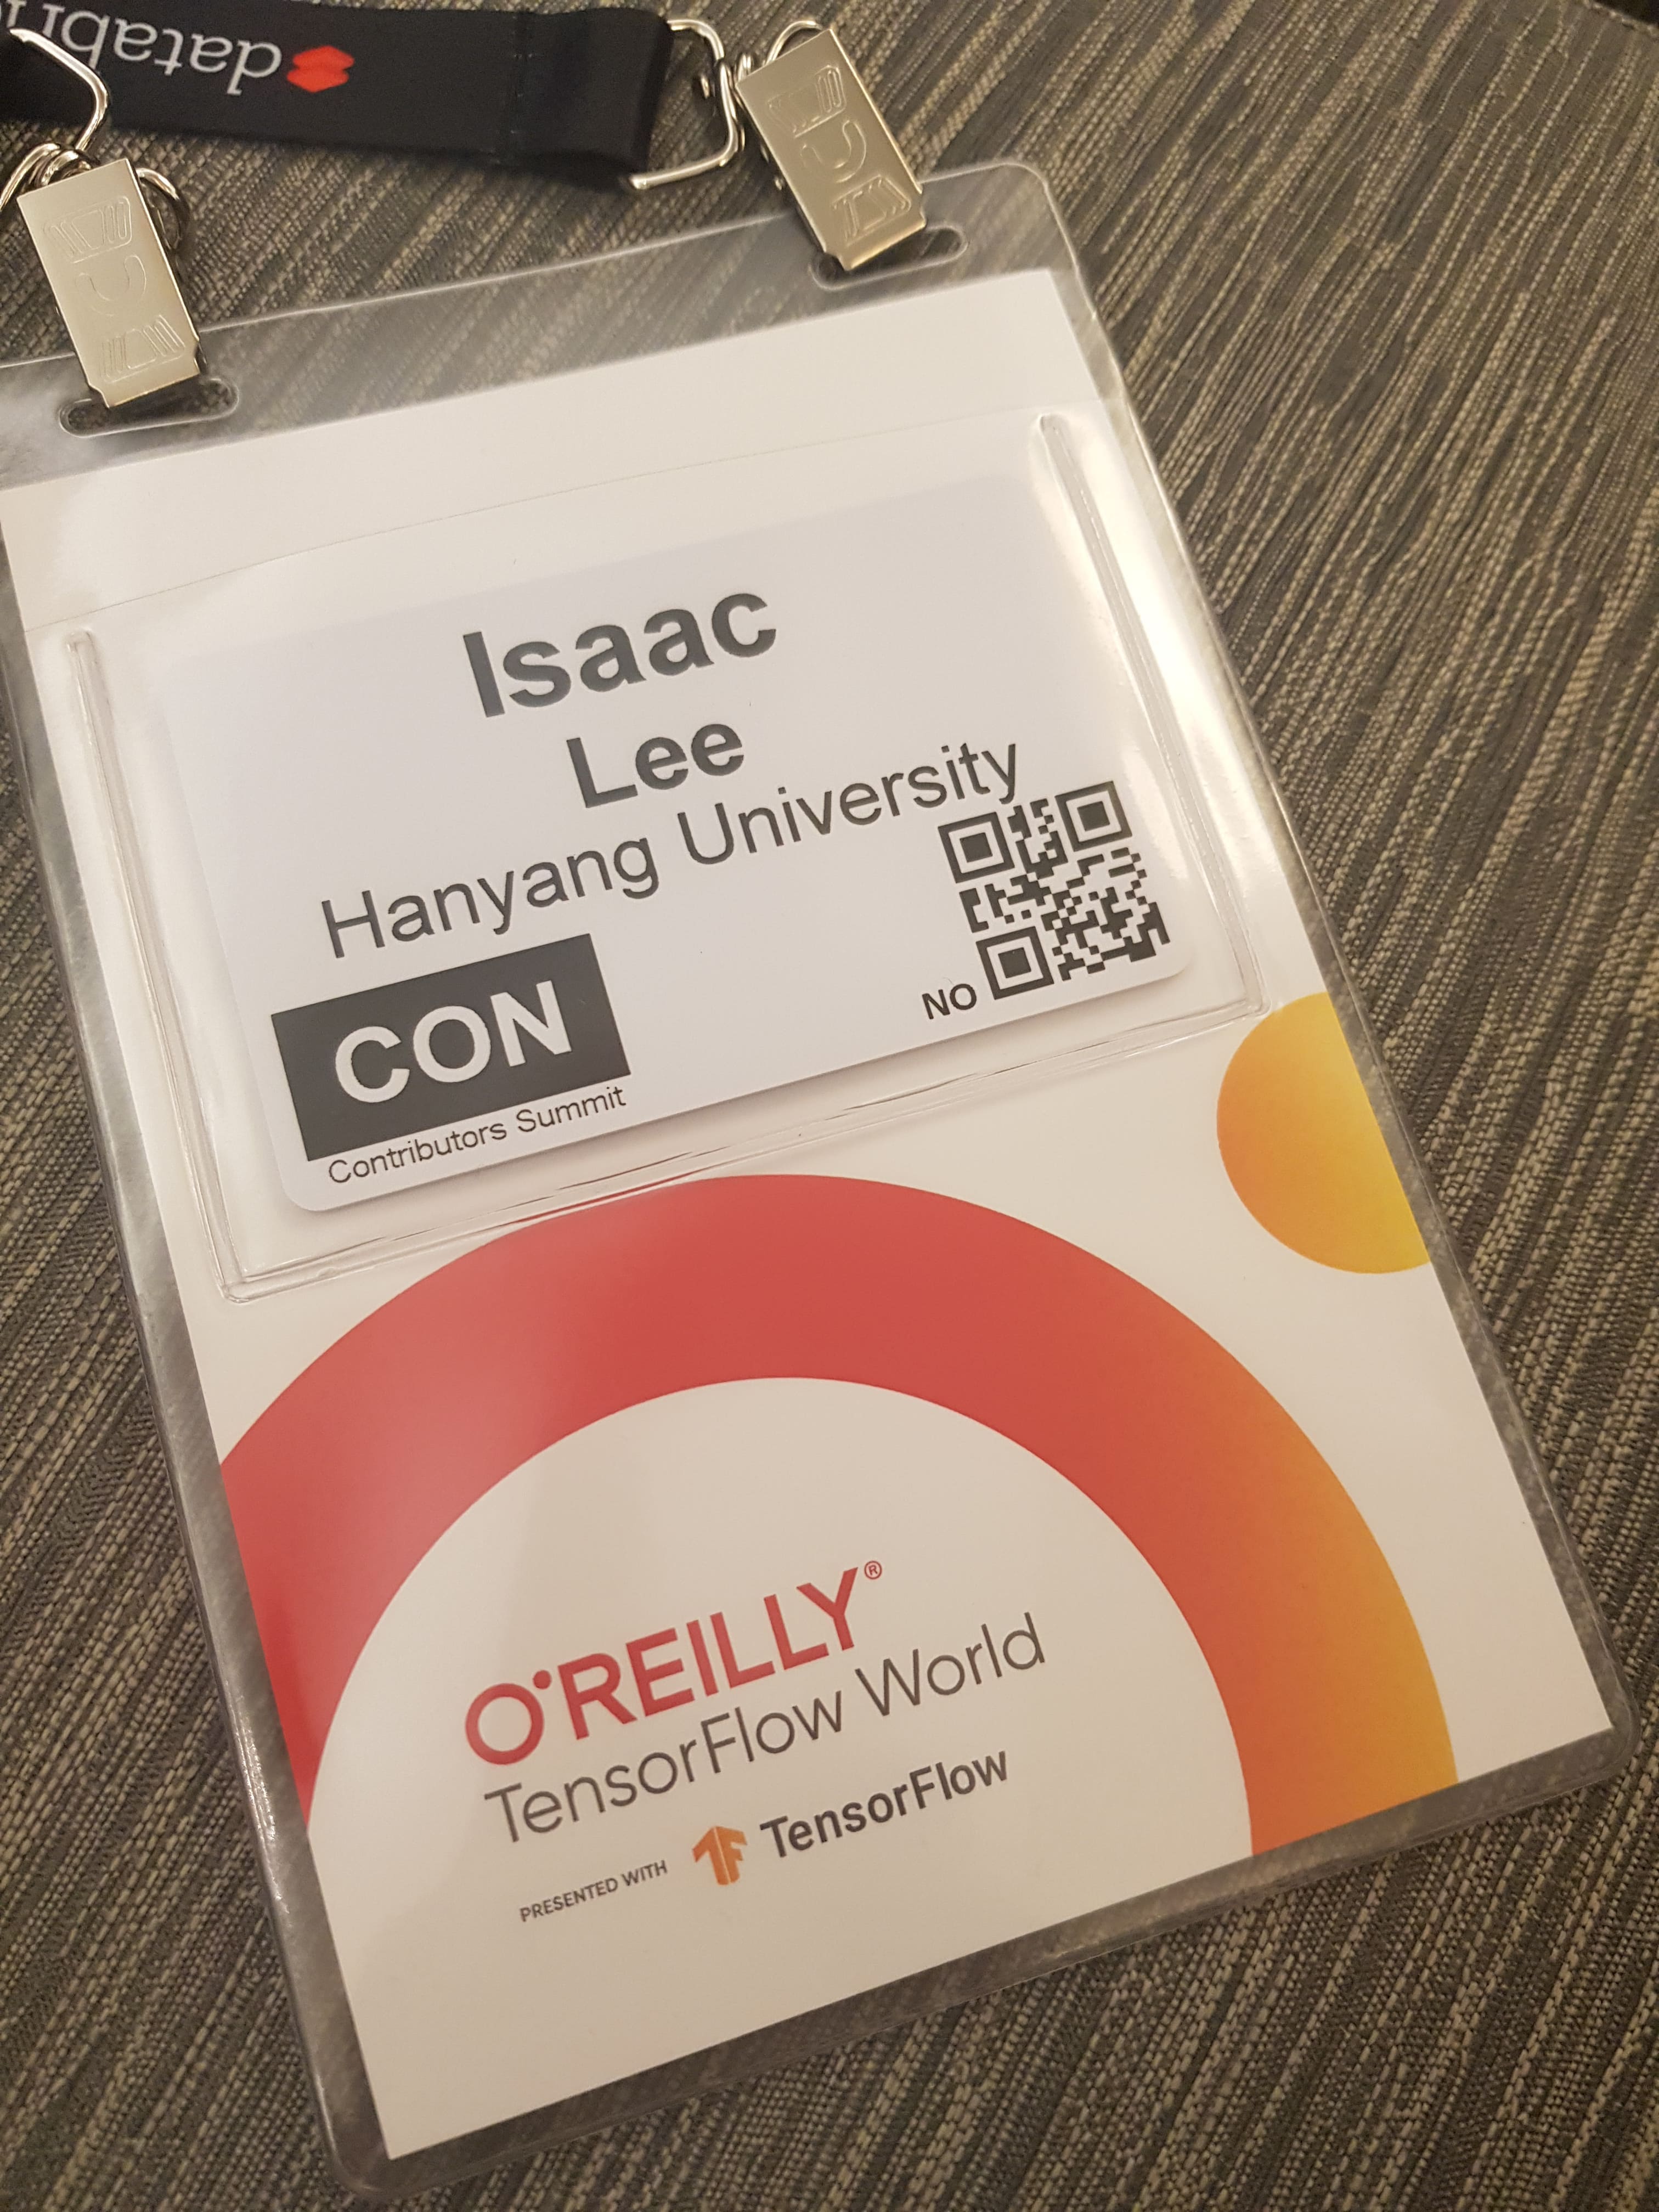 Isaac
Lee
Hanyang University
CON
NO
Contributors Summit
O'REILLY®
TensorFlow World
PRESENTED WITH TensorFlow